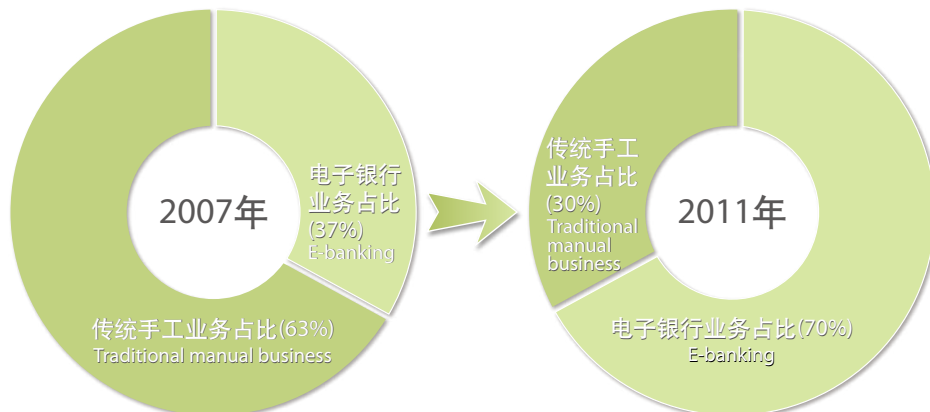 电子银行
业务占比
(37%)
E-banking
2007年
传统手工业务占比(63%)
Traditional manual business
传统手工
业务占比
(30%)
Traditional
manual
business
2011年
电子银行业务占比(70%)
E-banking